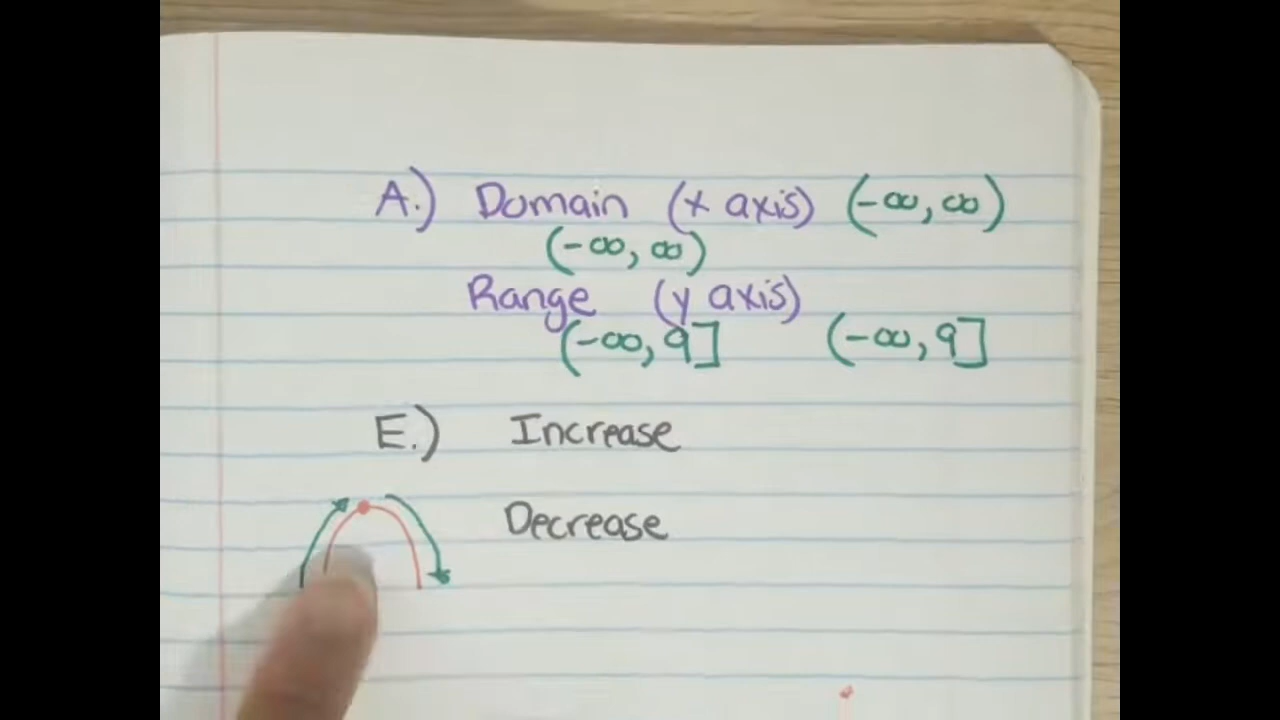 A.) Domain (x axis) (-∞, ∞)
(-∞, ∞)
Range (y axis)
(-∞, 9] (-∞, 9]
E.) Increase
Decrease